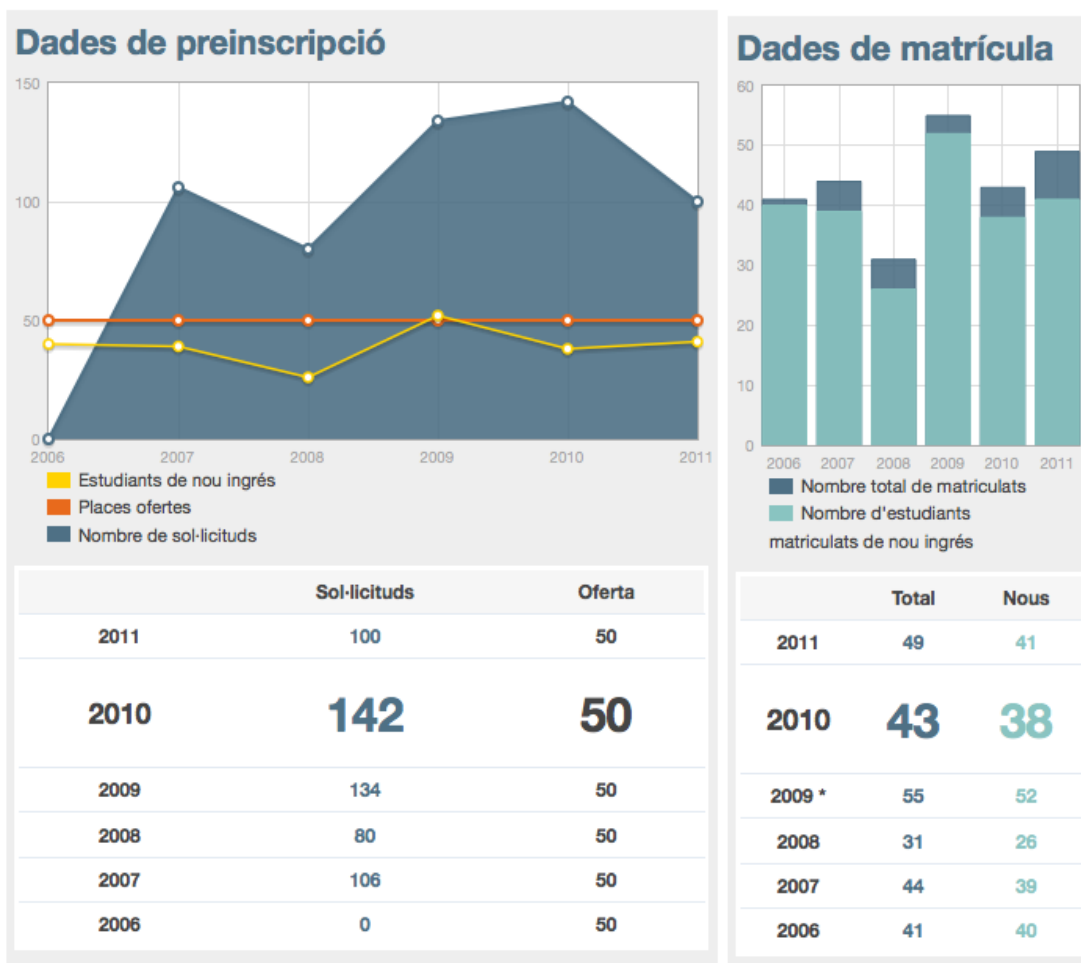 Dades de preinscripció
150
100
50
0
2006 2007 2008 2009 2010 2011
Estudiants de nou ingrés
Places ofertes
Nombre de sol·licituds
Sol·licituds Oferta
2011 100 50
2010 142 50
2009 134 50
2008 80 50
2007 106 50
2006 0 50
Dades de matrícula
60
50
40
30
20
10
0
2006 2007 2008 2009 2010 2011
Nombre total de matriculats
Nombre d'estudiants
matriculats de nou ingrés
Total Nous
2011 49 41
2010 43 38
2009 * 55 52
2008 31 26
2007 44 39
2006 41 40